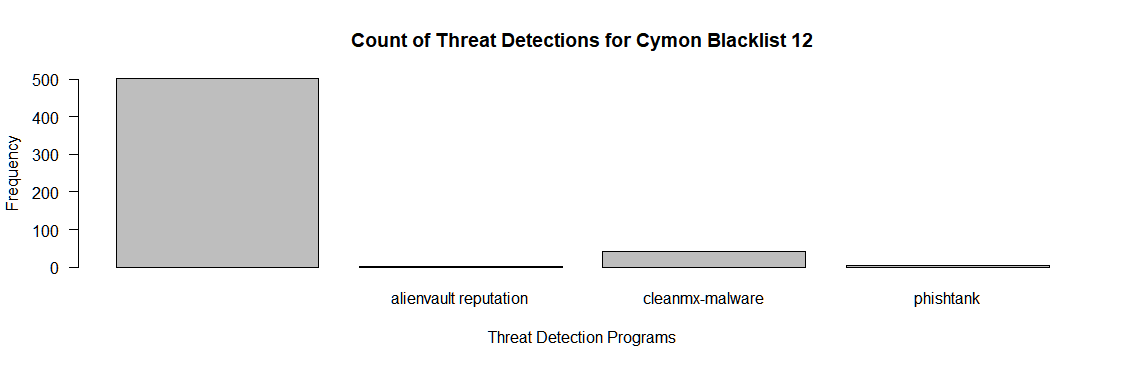 Count of Threat Detections for Cymon Blacklist 12
Frequency
500
400
300
200
100
0
alienvault reputation
cleanmx-malware
phishtank
Threat Detection Programs